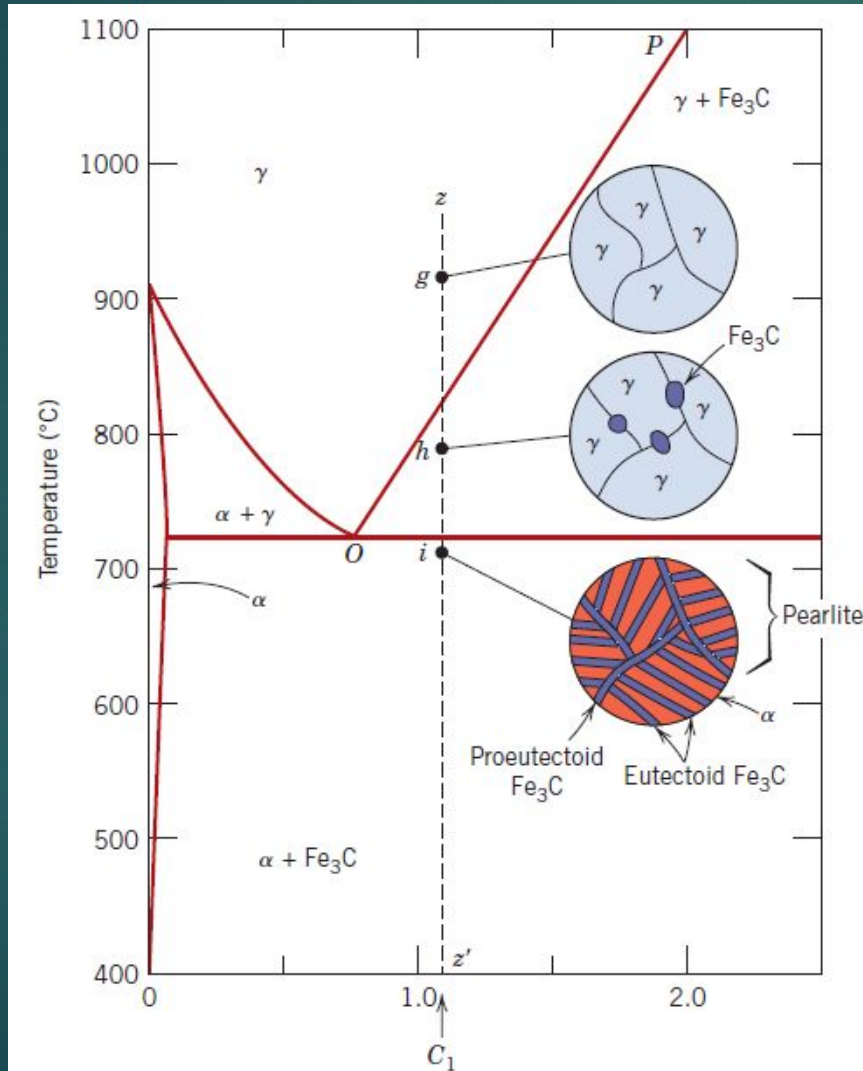 1100
P
γ + Fe₃C
1000
γ
z
γ
γ
γ
γ
g
900
Fe₃C
γ
γ
γ
γ
800
h
Temperature (°C)
α + γ
O
i
700
α
Pearlite
600
α
Proeutectoid
Fe₃C
Eutectoid Fe₃C
500
α + Fe₃C
z'
400
0
1.0
2.0
C₁